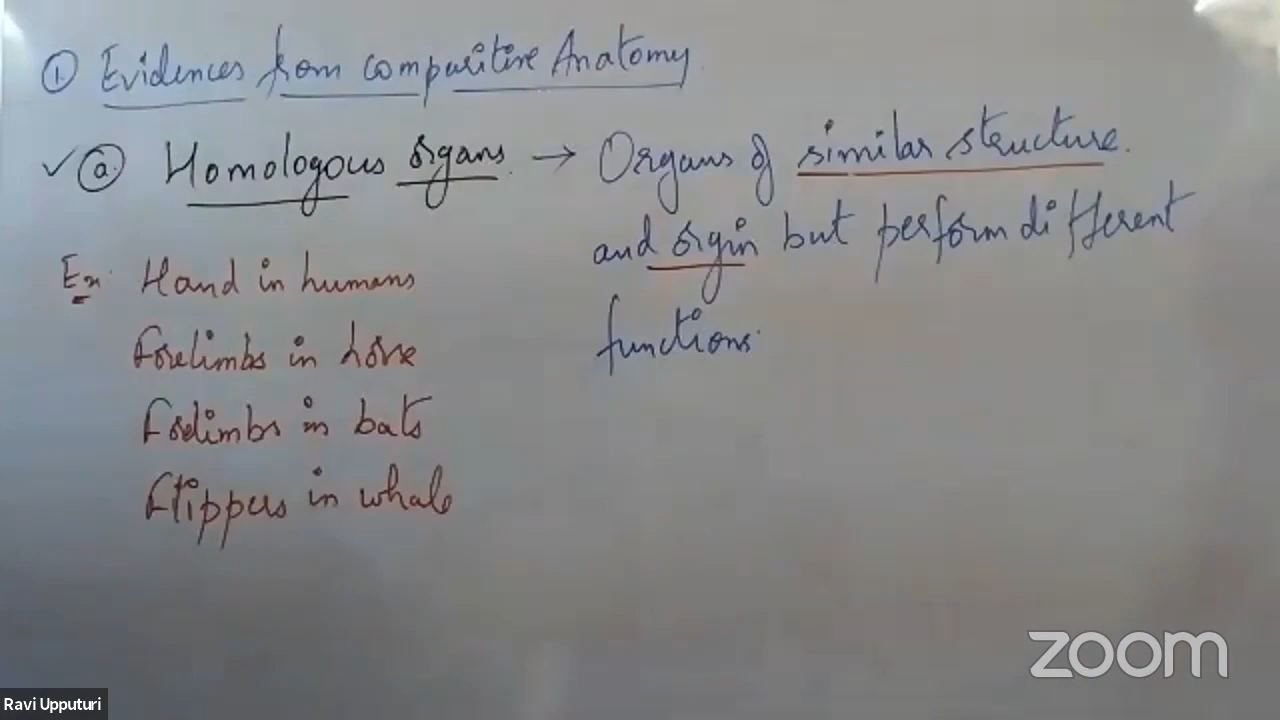 ① Evidences from comparitive Anatomy
✓ ⓐ Homologous organs → Organs of similar structure.
and orgin but perform different
functions.
Ex: Hand in humans
Forelimbs in horse
Forelimbs in bats
Flippers in whale
zoom
Ravi Upputuri